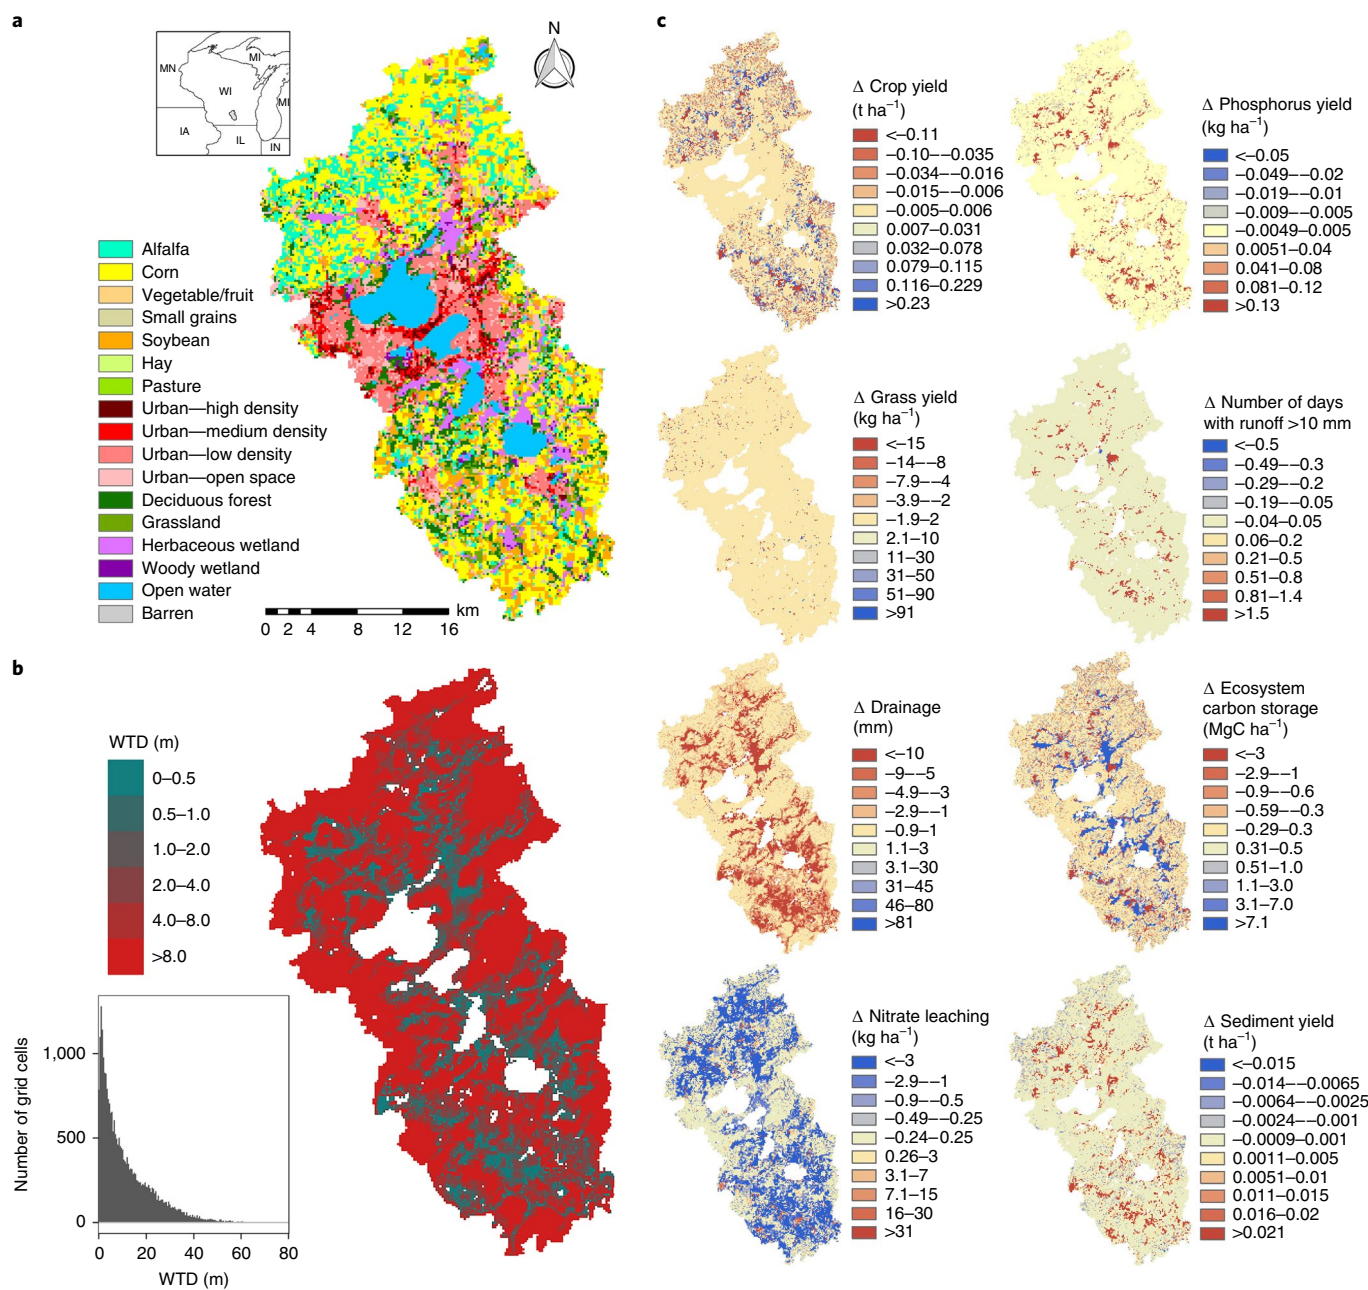 a
N
MN
MI
WI
MI
IA
IL
IN
Alfalfa
Corn
Vegetable/fruit
Small grains
Soybean
Hay
Pasture
Urban—high density
Urban—medium density
Urban—low density
Urban—open space
Deciduous forest
Grassland
Herbaceous wetland
Woody wetland
Open water
Barren
km
0 2 4 8 12 16
b
WTD (m)
0–0.5
0.5–1.0
1.0–2.0
2.0–4.0
4.0–8.0
>8.0
Number of grid cells
1,000
500
0
0 20 40 60 80
WTD (m)
c
Δ Crop yield
(t ha⁻¹)
<–0.11
–0.10––0.035
–0.034––0.016
–0.015––0.006
–0.005–0.006
0.007–0.031
0.032–0.078
0.079–0.115
0.116–0.229
>0.23
Δ Phosphorus yield
(kg ha⁻¹)
<–0.05
–0.049––0.02
–0.019––0.01
–0.009––0.005
–0.0049–0.005
0.0051–0.04
0.041–0.08
0.081–0.12
>0.13
Δ Grass yield
(kg ha⁻¹)
<–15
–14––8
–7.9––4
–3.9––2
–1.9–2
2.1–10
11–30
31–50
51–90
>91
Δ Number of days
with runoff >10 mm
<–0.5
–0.49––0.3
–0.29––0.2
–0.19––0.05
–0.04–0.05
0.06–0.2
0.21–0.5
0.51–0.8
0.81–1.4
>1.5
Δ Drainage
(mm)
<–10
–9––5
–4.9––3
–2.9––1
–0.9–1
1.1–3
3.1–30
31–45
46–80
>81
Δ Ecosystem
carbon storage
(MgC ha⁻¹)
<–3
–2.9––1
–0.9––0.6
–0.59––0.3
–0.29–0.3
0.31–0.5
0.51–1.0
1.1–3.0
3.1–7.0
>7.1
Δ Nitrate leaching
(kg ha⁻¹)
<–3
–2.9––1
–0.9––0.5
–0.49––0.25
–0.24–0.25
0.26–3
3.1–7
7.1–15
16–30
>31
Δ Sediment yield
(t ha⁻¹)
<–0.015
–0.014––0.0065
–0.0064––0.0025
–0.0024––0.001
–0.0009–0.001
0.0011–0.005
0.0051–0.01
0.011–0.015
0.016–0.02
>0.021